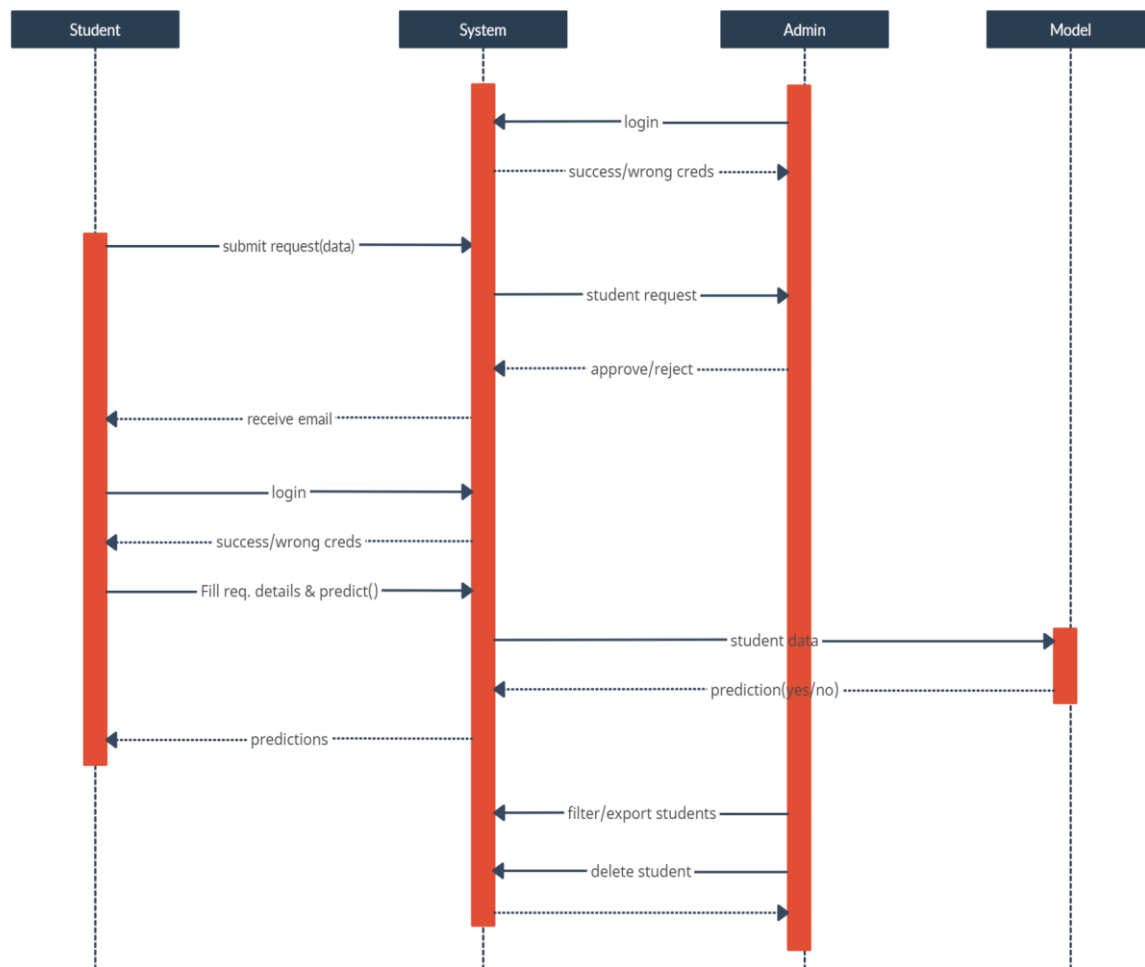 Student
System
Admin
Model
login
success/wrong creds
submit request(data)
student request
approve/reject
receive email
login
success/wrong creds
Fill req. details & predict()
student data
prediction(yes/no)
predictions
filter/export students
delete student